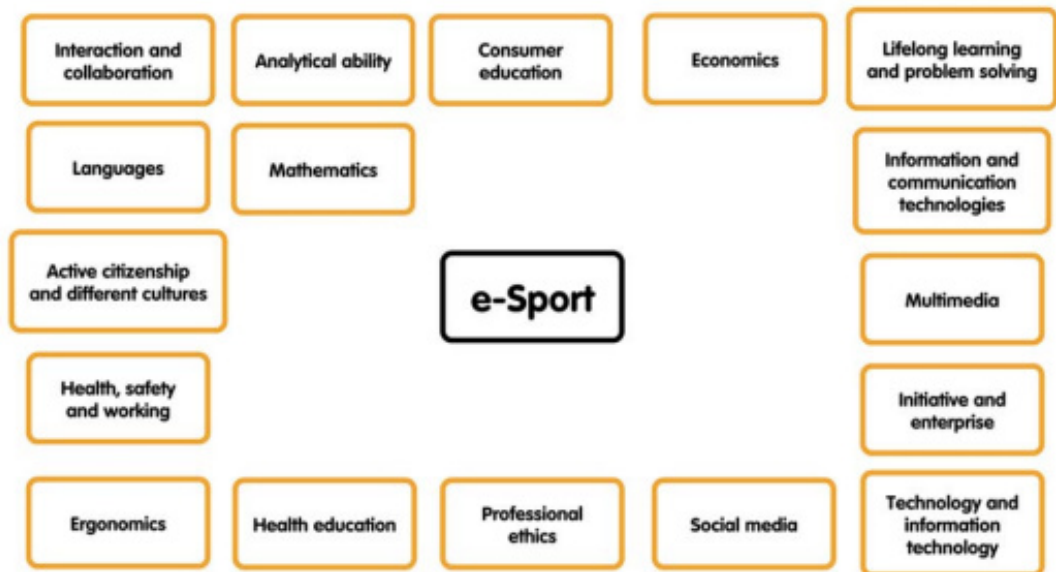 Interaction and
collaboration
Analytical ability
Consumer
education
Economics
Lifelong learning
and problem solving
Languages
Mathematics
Information and
communication
technologies
Active citizenship
and different cultures
e-Sport
Multimedia
Health, safety
and working
Initiative and
enterprise
Ergonomics
Health education
Professional
ethics
Social media
Technology and
information
technology